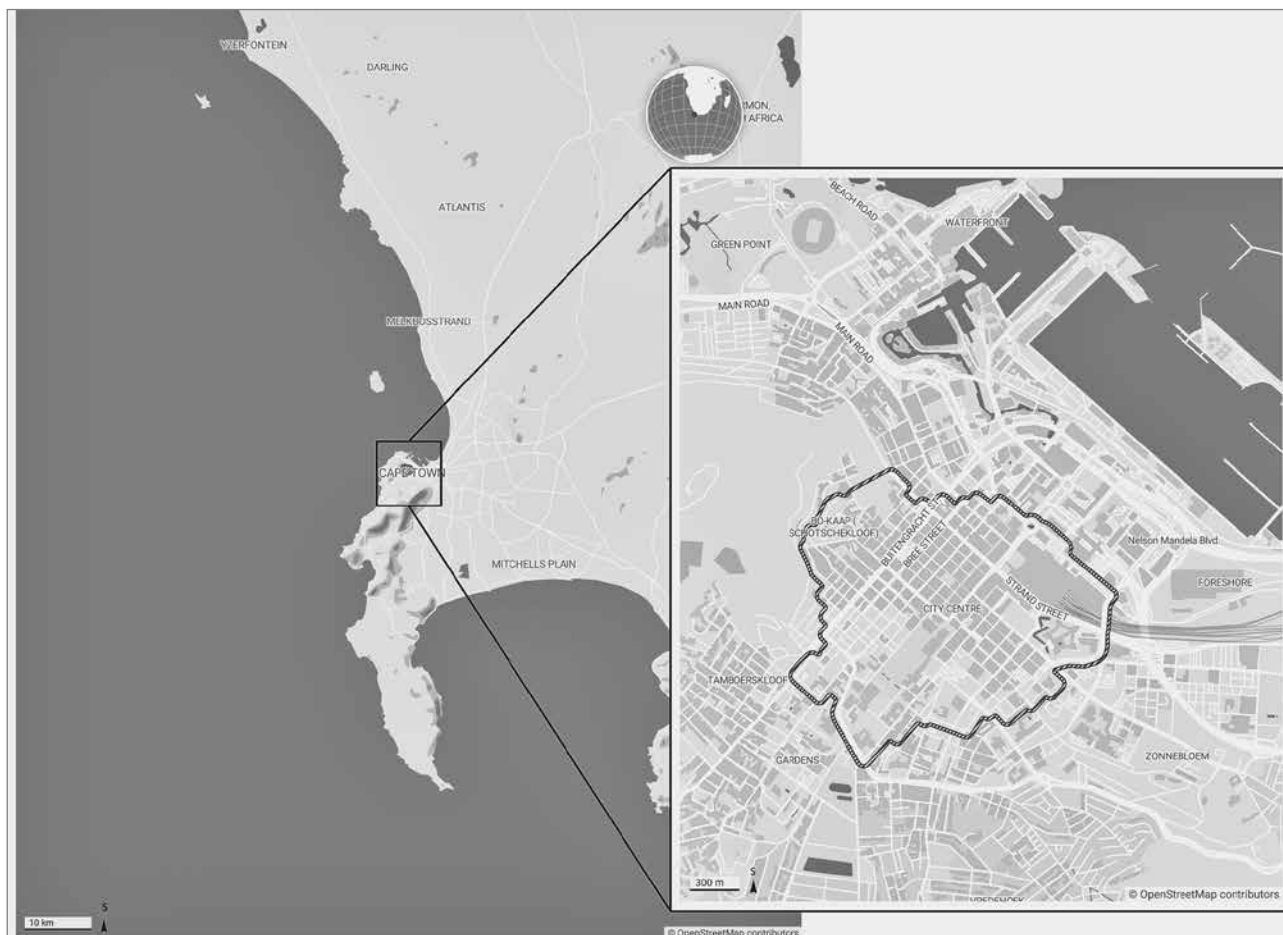 YZERFONTEIN
DARLING
RMON,
AFRICA
ATLANTIS
MELKBOSSTRAND
CAPE TOWN
MITCHELLS PLAIN
S
10 km
© OpenStreetMap contributors
BEACH ROAD
WATERFRONT
GREEN POINT
MAIN ROAD
MAIN ROAD
BO-KAAP (
SCHOTSCHEKLOOF)
BUITENGRACHT ST
BREE STREET
Nelson Mandela Blvd
FORESHORE
STRAND STREET
CITY CENTRE
TAMBOERSKLOOF
GARDENS
ZONNEBLOEM
VREDEHOEK
300 m
S
© OpenStreetMap contributors